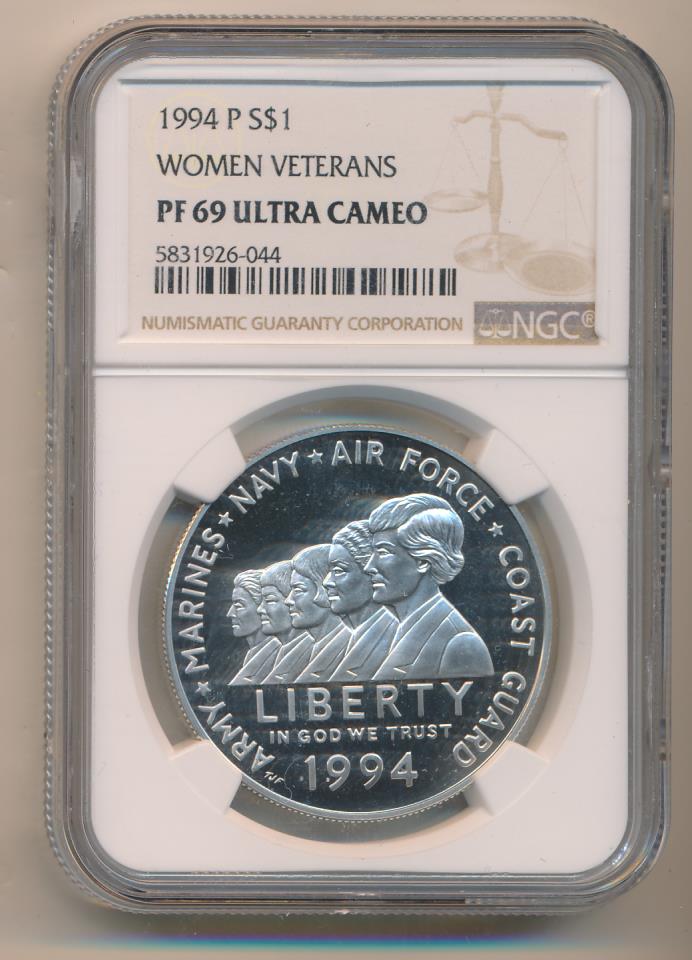 1994 P S$1
WOMEN VETERANS
PF 69 ULTRA CAMEO
5831926-044
NUMISMATIC GUARANTY CORPORATION
NGC®
ARMY ★ MARINES ★ NAVY ★ AIR FORCE ★ COAST GUARD
LIBERTY
IN GOD WE TRUST
TJF
1994